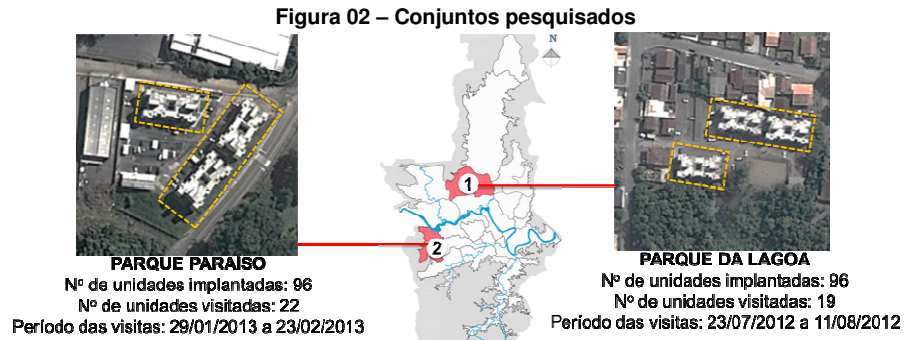 Figura 02 – Conjuntos pesquisados
N
1
2
PARQUE PARAÍSO
Nº de unidades implantadas: 96
Nº de unidades visitadas: 22
Período das visitas: 29/01/2013 a 23/02/2013
PARQUE DA LAGOA
Nº de unidades implantadas: 96
Nº de unidades visitadas: 19
Período das visitas: 23/07/2012 a 11/08/2012